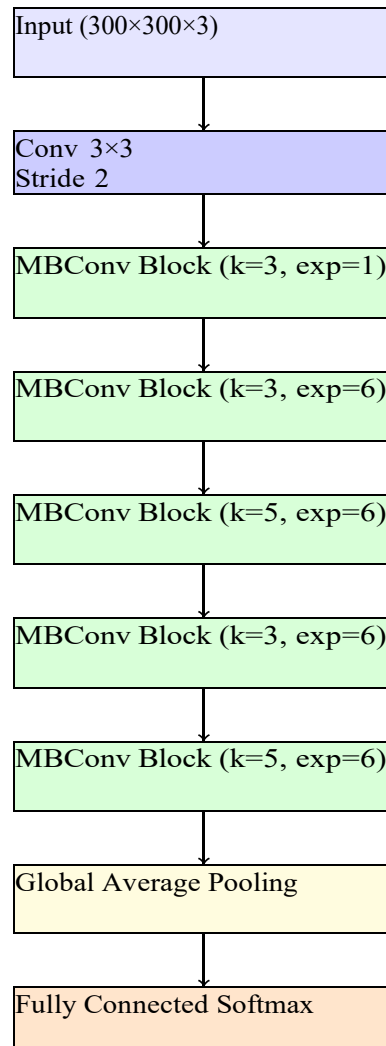 Input (300×300×3)
Conv 3×3
Stride 2
MBConv Block (k=3, exp=1)
MBConv Block (k=3, exp=6)
MBConv Block (k=5, exp=6)
MBConv Block (k=3, exp=6)
MBConv Block (k=5, exp=6)
Global Average Pooling
Fully Connected Softmax